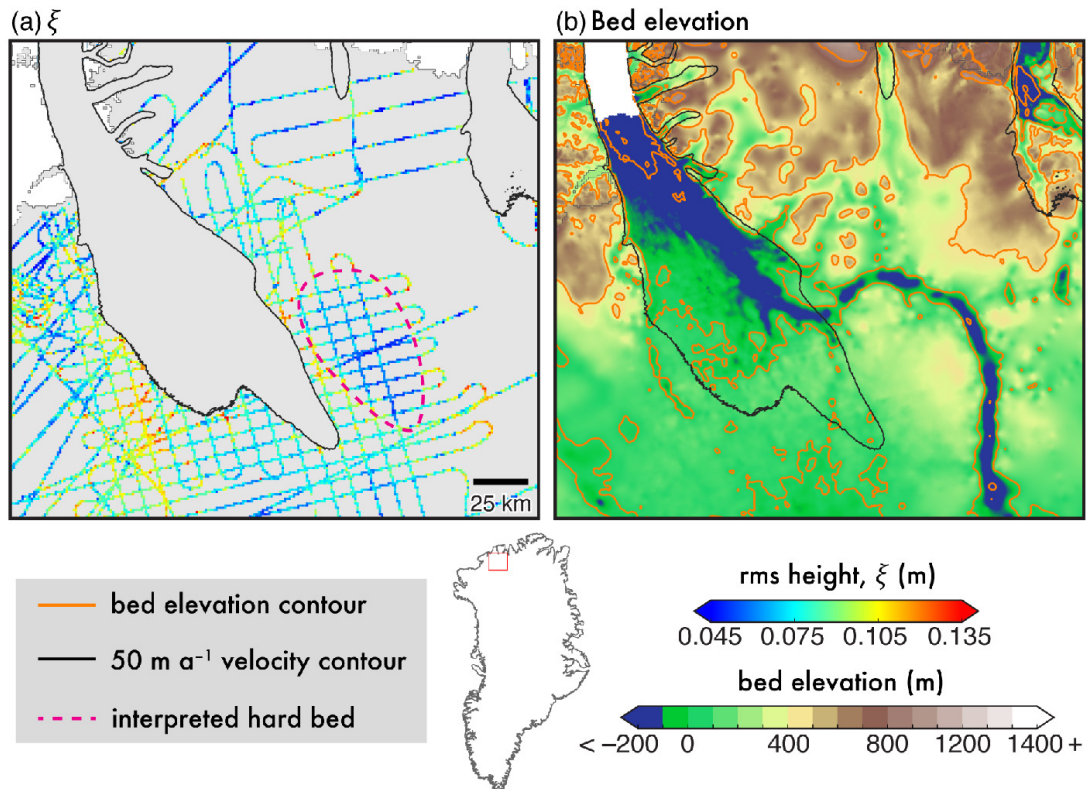 (a) ξ
(b) Bed elevation
25 km
bed elevation contour
50 m a⁻¹ velocity contour
interpreted hard bed
rms height, ξ (m)
0.045 0.075 0.105 0.135
bed elevation (m)
< −200 0 400 800 1200 1400 +